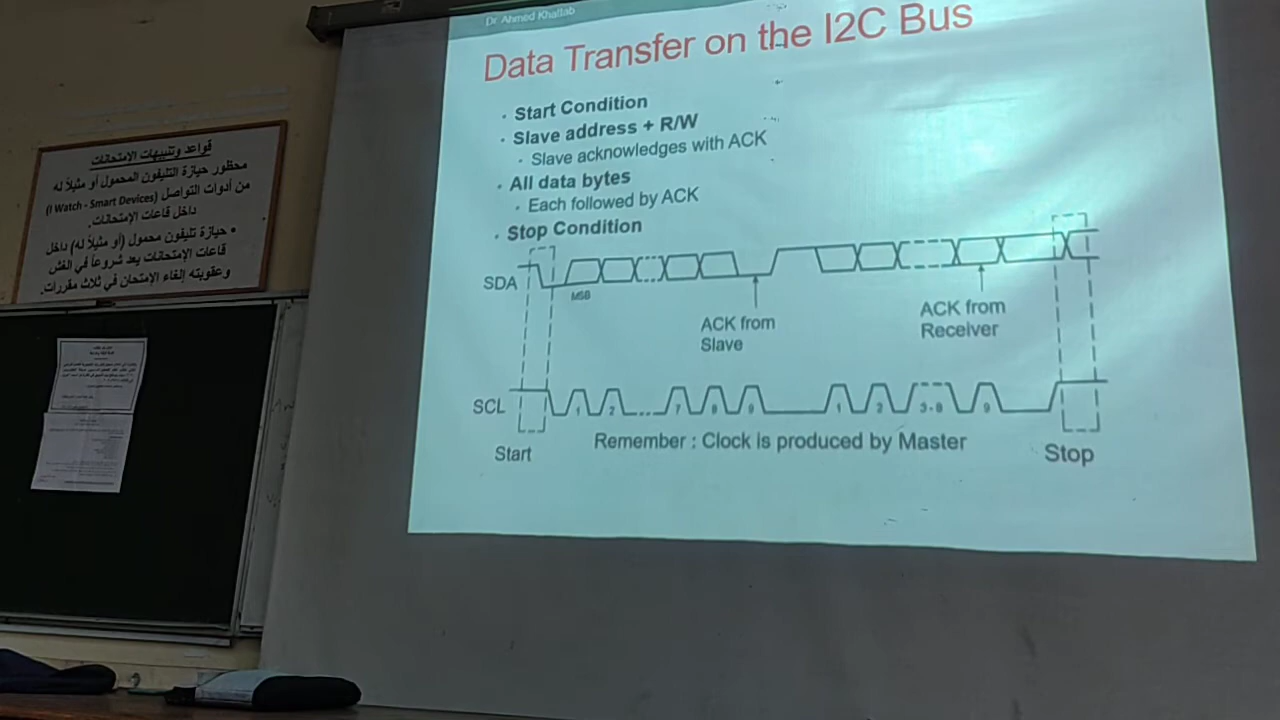 Dr Ahmed Khattab
Data Transfer on the I2C Bus
• Start Condition
• Slave address + R/W
• Slave acknowledges with ACK
• All data bytes
• Each followed by ACK
• Stop Condition
SDA
MSB
ACK from
Slave
ACK from
Receiver
SCL
1 2 7 8 9 1 2 3-8 9
Start
Remember : Clock is produced by Master
Stop
قواعد وتنبيهات الامتحانات
محظور حيازة التليفون المحمول أو مثيلاً له
من أدوات التواصل (I Watch - Smart Devices)
داخل قاعات الإمتحانات.
• حيازة تليفون محمول (أو مثيلاً له) داخل
قاعات الإمتحانات يعد شروعاً في الغش
وعقوبته إلغاء الإمتحان في ثلاث مقررات.